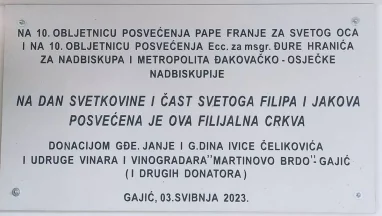 NA 10. OBLJETNICU POSVEĆENJA PAPE FRANJE ZA SVETOG OCA
I NA 10. OBLJETNICU POSVEĆENJA Ecc. za msgr. ĐURE HRANIĆA
ZA NADBISKUPA I METROPOLITA ĐAKOVAČKO - OSJEČKE
NADBISKUPIJE
NA DAN SVETKOVINE I ČAST SVETOGA FILIPA I JAKOVA
POSVEĆENA JE OVA FILIJALNA CRKVA
DONACIJOM GĐE. JANJE I G.DINA IVICE ČELIKOVIĆA
I UDRUGE VINARA I VINOGRADARA "MARTINOVO BRDO" - GAJIĆ
(I DRUGIH DONATORA)
GAJIĆ, 03. SVIBNJA 2023.